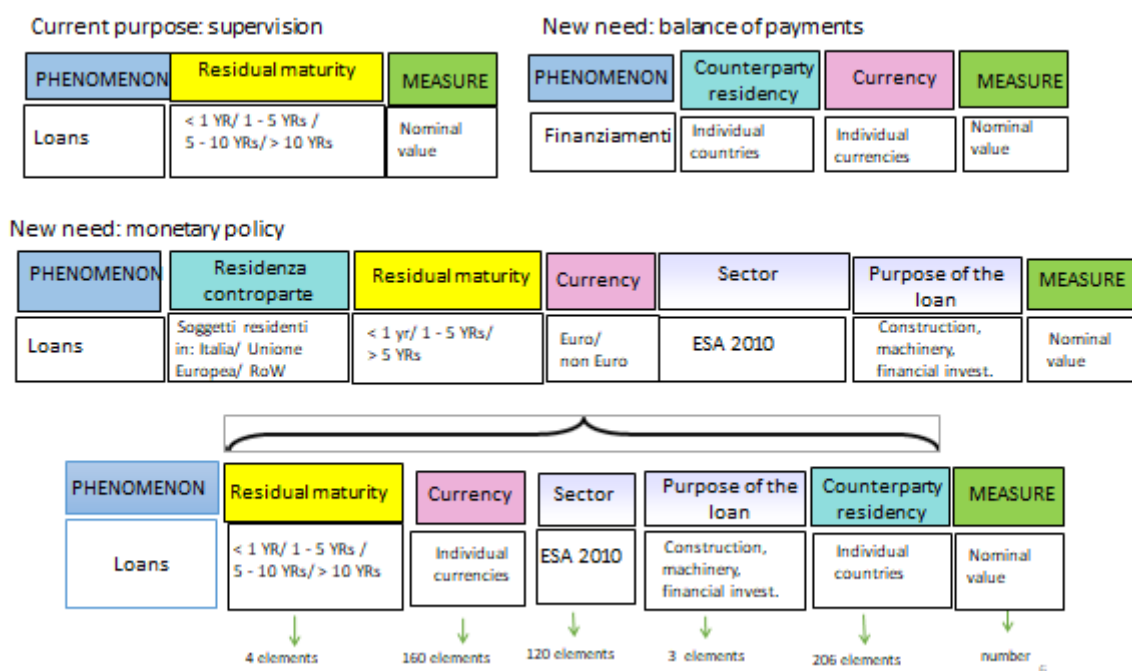 Current purpose: supervision
PHENOMENON
Residual maturity
MEASURE
Loans
< 1 YR/ 1 - 5 YRs /
5 - 10 YRs/ > 10 YRs
Nominal
value
New need: balance of payments
PHENOMENON
Counterparty
residency
Currency
MEASURE
Finanziamenti
Individual
countries
Individual
currencies
Nominal
value
New need: monetary policy
PHENOMENON
Residenza
controparte
Residual maturity
Currency
Sector
Purpose of the
loan
MEASURE
Loans
Soggetti residenti
in: Italia/ Unione
Europea/ RoW
< 1 yr/ 1 - 5 YRs/
> 5 YRs
Euro/
non Euro
ESA 2010
Construction,
machinery,
financial invest.
Nominal
value
PHENOMENON
Residual maturity
Currency
Sector
Purpose of the
loan
Counterparty
residency
MEASURE
Loans
< 1 YR/ 1 - 5 YRs /
5 - 10 YRs/ > 10 YRs
Individual
currencies
ESA 2010
Construction,
machinery,
financial invest.
Individual
countries
Nominal
value
4 elements
160 elements
120 elements
3 elements
206 elements
number